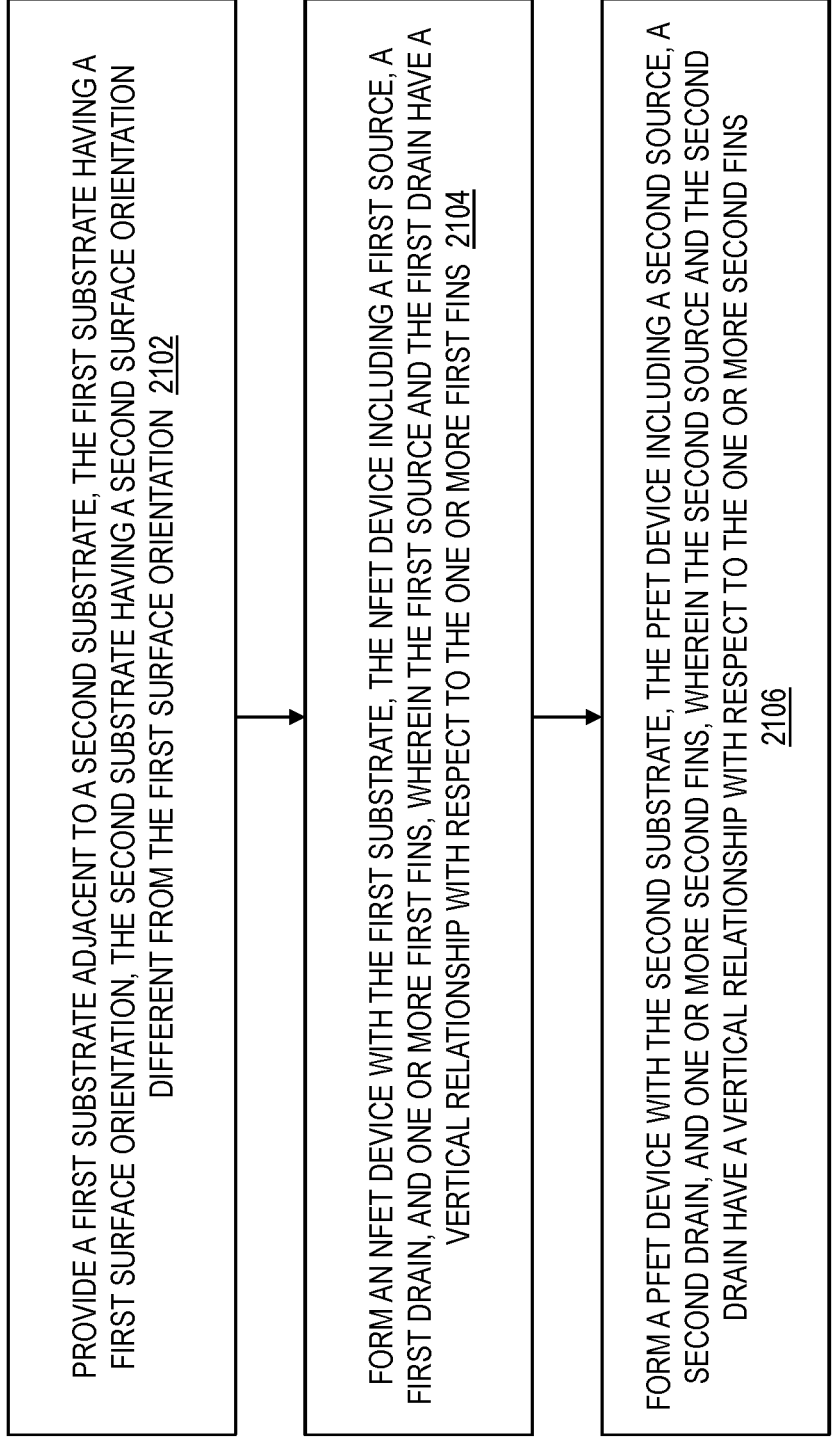 PROVIDE A FIRST SUBSTRATE ADJACENT TO A SECOND SUBSTRATE, THE FIRST SUBSTRATE HAVING A
FIRST SURFACE ORIENTATION, THE SECOND SUBSTRATE HAVING A SECOND SURFACE ORIENTATION
DIFFERENT FROM THE FIRST SURFACE ORIENTATION 2102
FORM AN NFET DEVICE WITH THE FIRST SUBSTRATE, THE NFET DEVICE INCLUDING A FIRST SOURCE, A
FIRST DRAIN, AND ONE OR MORE FIRST FINS, WHEREIN THE FIRST SOURCE AND THE FIRST DRAIN HAVE A
VERTICAL RELATIONSHIP WITH RESPECT TO THE ONE OR MORE FIRST FINS 2104
FORM A PFET DEVICE WITH THE SECOND SUBSTRATE, THE PFET DEVICE INCLUDING A SECOND SOURCE, A
SECOND DRAIN, AND ONE OR MORE SECOND FINS, WHEREIN THE SECOND SOURCE AND THE SECOND
DRAIN HAVE A VERTICAL RELATIONSHIP WITH RESPECT TO THE ONE OR MORE SECOND FINS
2106